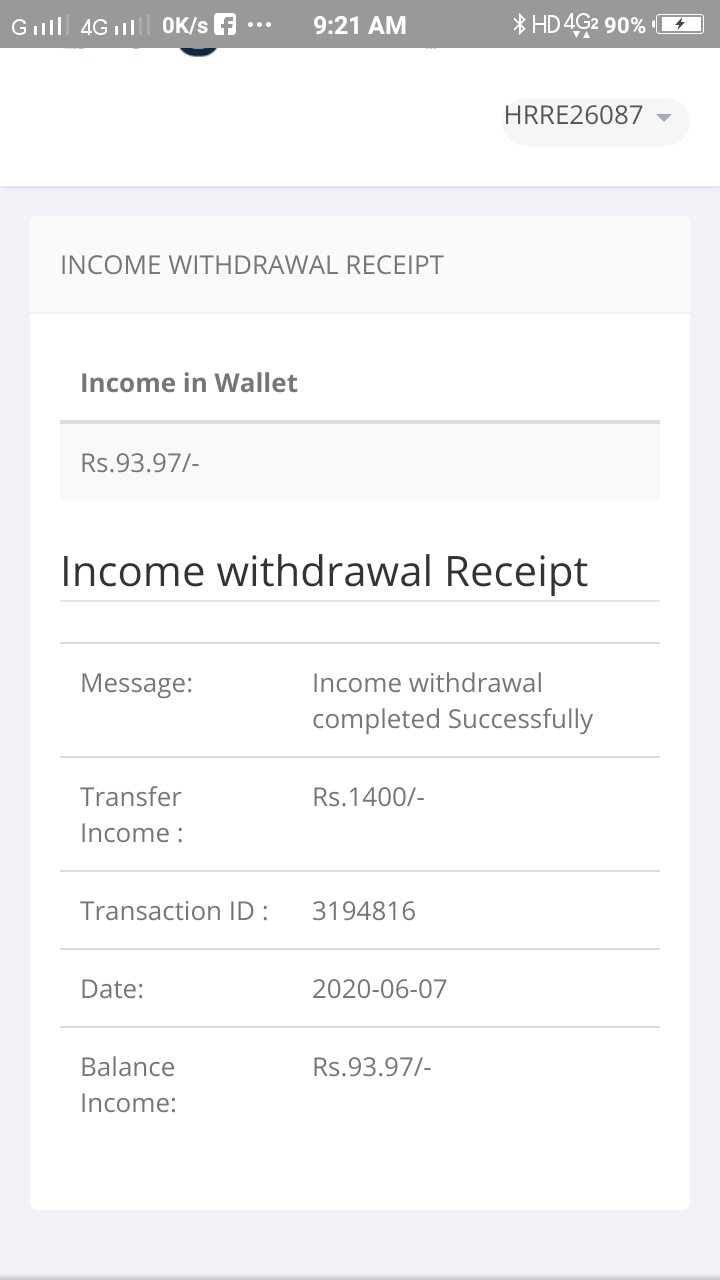 G 4G 0K/s f ... 9:21 AM HD 4G2 90%
HRRE26087
INCOME WITHDRAWAL RECEIPT
Income in Wallet
Rs.93.97/-
Income withdrawal Receipt
Message: Income withdrawal
completed Successfully
Transfer Rs.1400/-
Income :
Transaction ID : 3194816
Date: 2020-06-07
Balance Rs.93.97/-
Income: